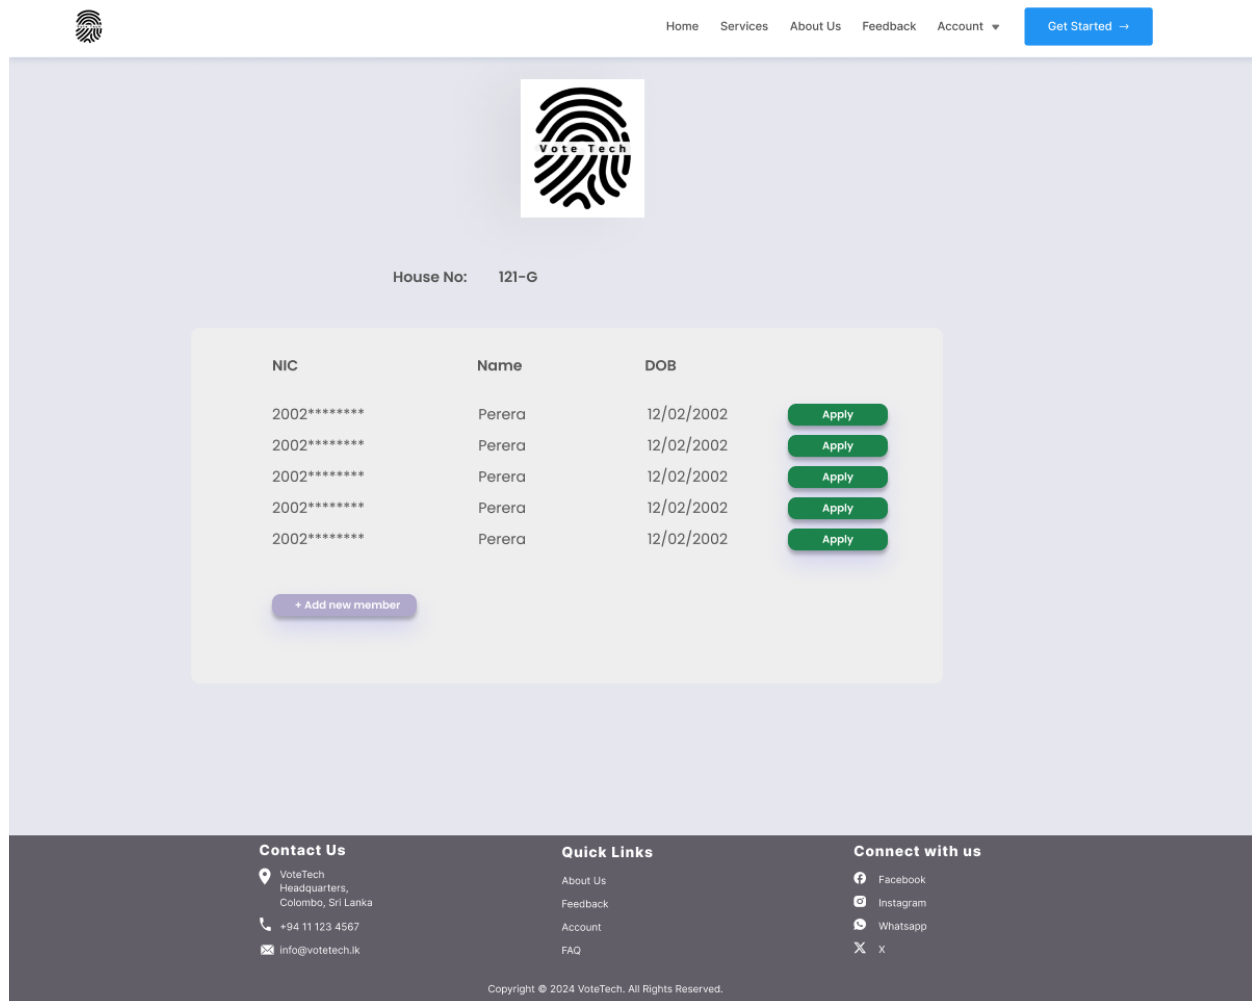 Home Services About Us Feedback Account Get Started →
Vote Tech
House No: 121-G
NIC Name DOB
2002******** Perera 12/02/2002 Apply
2002******** Perera 12/02/2002 Apply
2002******** Perera 12/02/2002 Apply
2002******** Perera 12/02/2002 Apply
2002******** Perera 12/02/2002 Apply
+ Add new member
Contact Us
VoteTech
Headquarters,
Colombo, Sri Lanka
+94 11 123 4567
info@votetech.lk
Quick Links
About Us
Feedback
Account
FAQ
Connect with us
Facebook
Instagram
Whatsapp
X
Copyright © 2024 VoteTech. All Rights Reserved.